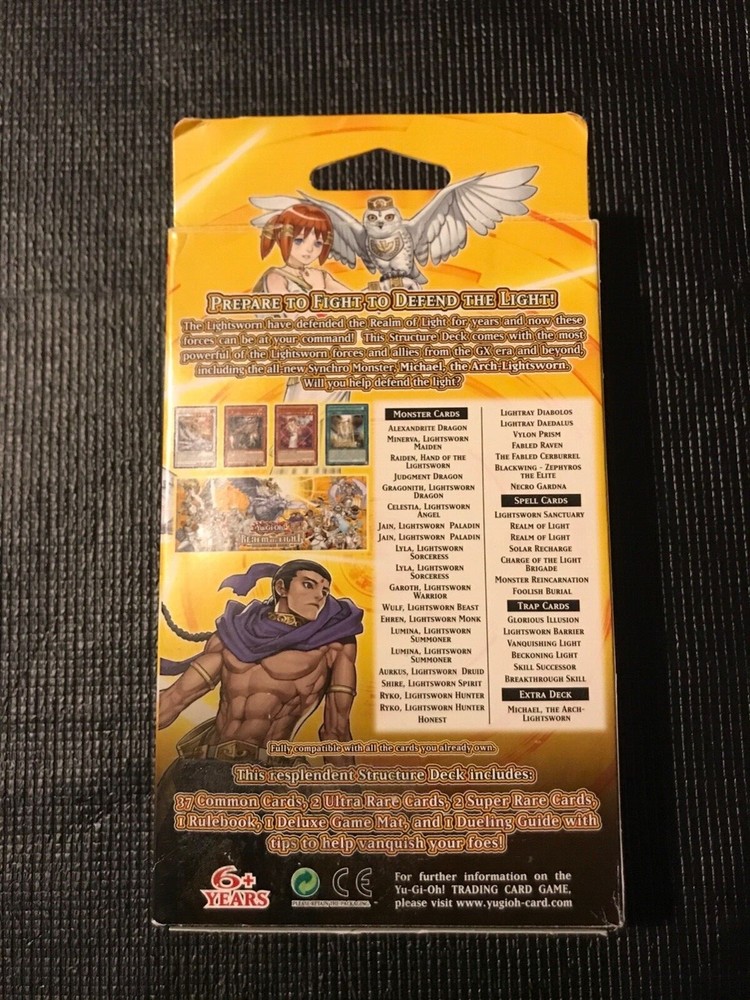 PREPARE TO FIGHT TO DEFEND THE LIGHT!
The Lightsworn have defended the Realm of Light for years and now these
forces can be at your command! This Structure Deck comes with the most
powerful of the Lightsworn forces and allies from the GX era and beyond,
including the all-new Synchro Monster, Michael, the Arch-Lightsworn.
Will you help defend the light?
YU-GI-OH!
REALM OF LIGHT
MONSTER CARDS
ALEXANDRITE DRAGON
MINERVA, LIGHTSWORN
MAIDEN
RAIDEN, HAND OF THE
LIGHTSWORN
JUDGMENT DRAGON
GRAGONITH, LIGHTSWORN
DRAGON
CELESTIA, LIGHTSWORN
ANGEL
JAIN, LIGHTSWORN PALADIN
JAIN, LIGHTSWORN PALADIN
LYLA, LIGHTSWORN
SORCERESS
LYLA, LIGHTSWORN
SORCERESS
GAROTH, LIGHTSWORN
WARRIOR
WULF, LIGHTSWORN BEAST
EHREN, LIGHTSWORN MONK
LUMINA, LIGHTSWORN
SUMMONER
LUMINA, LIGHTSWORN
SUMMONER
AURKUS, LIGHTSWORN DRUID
SHIRE, LIGHTSWORN SPIRIT
RYKO, LIGHTSWORN HUNTER
RYKO, LIGHTSWORN HUNTER
HONEST
LIGHTRAY DIABOLOS
LIGHTRAY DAEDALUS
VYLON PRISM
FABLED RAVEN
THE FABLED CERBURREL
BLACKWING - ZEPHYROS
THE ELITE
NECRO GARDNA
SPELL CARDS
LIGHTSWORN SANCTUARY
REALM OF LIGHT
REALM OF LIGHT
SOLAR RECHARGE
CHARGE OF THE LIGHT
BRIGADE
MONSTER REINCARNATION
FOOLISH BURIAL
TRAP CARDS
GLORIOUS ILLUSION
LIGHTSWORN BARRIER
VANQUISHING LIGHT
BECKONING LIGHT
SKILL SUCCESSOR
BREAKTHROUGH SKILL
EXTRA DECK
MICHAEL, THE ARCH-
LIGHTSWORN
Fully compatible with all the cards you already own.
This resplendent Structure Deck includes:
37 Common Cards, 2 Ultra Rare Cards, 2 Super Rare Cards,
1 Rulebook, 1 Deluxe Game Mat, and 1 Dueling Guide with
tips to help vanquish your foes!
6+
YEARS
CE
PLEASE RETAIN THIS PACKAGING
For further information on the
Yu-Gi-Oh! TRADING CARD GAME,
please visit www.yugioh-card.com